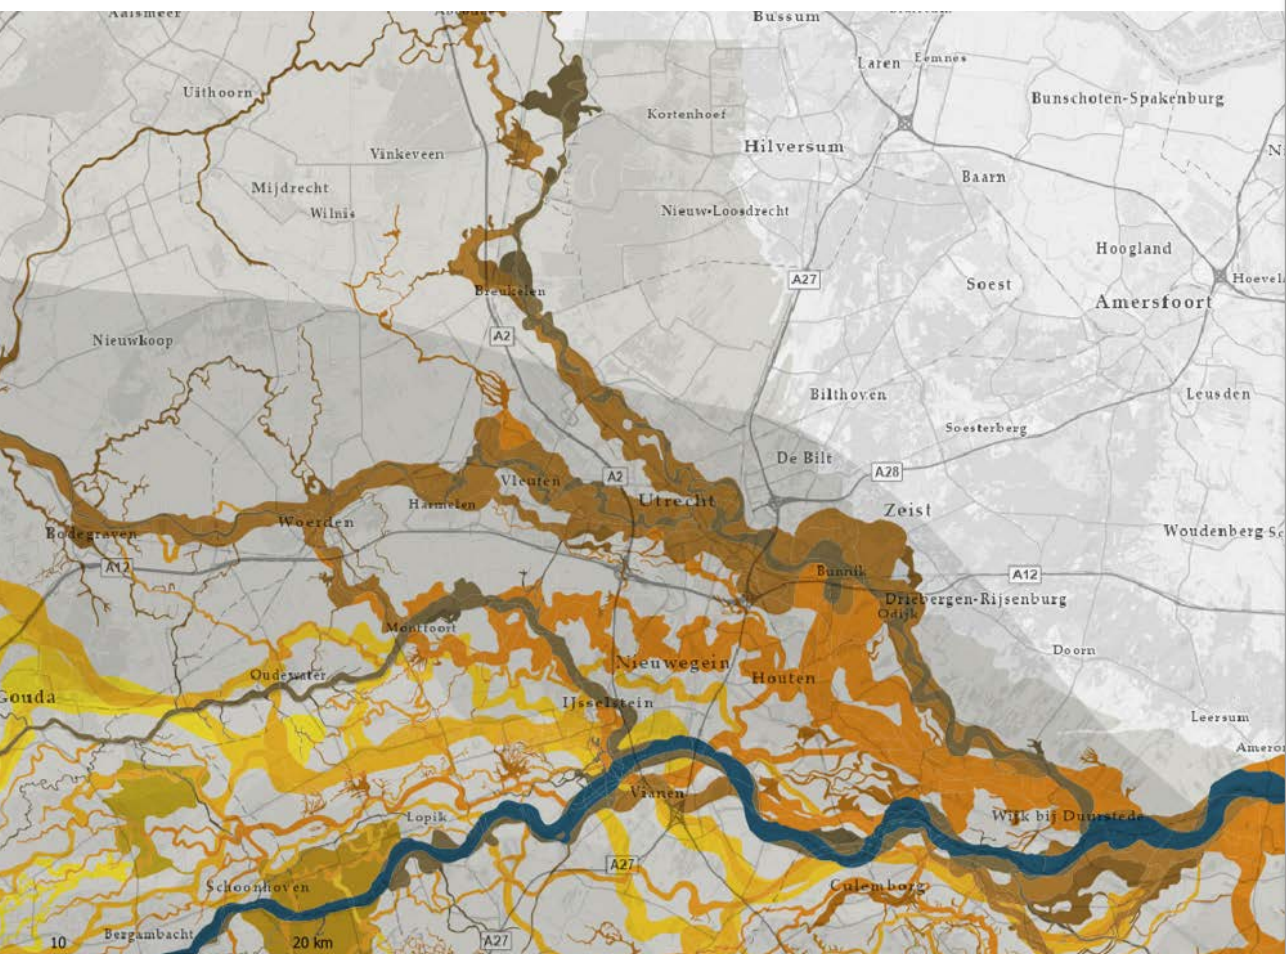 Aalsmeer
Bussum
Laren
Eemnes
Uithoorn
Bunschoten-Spakenburg
Kortenhoef
Vinkeveen
Hilversum
Baarn
Mijdrecht
Wilnis
Nieuw-Loosdrecht
Hoogland
A27
Soest
Breukelen
Amersfoort
A2
Nieuwkoop
Bilthoven
Leusden
Soesterberg
De Bilt
A28
Vleuten
A2
Utrecht
Harmelen
Zeist
Woerden
Bodegraven
Woudenberg
A12
Bunnik
A12
Driebergen-Rijsenburg
Odijk
Montfoort
Doorn
Nieuwegein
Oudewater
Houten
Gouda
IJsselstein
Leersum
Vianen
Lopik
Wijk bij Duurstede
A27
Schoonhoven
Culemborg
Bergambacht
10
20 km
A27